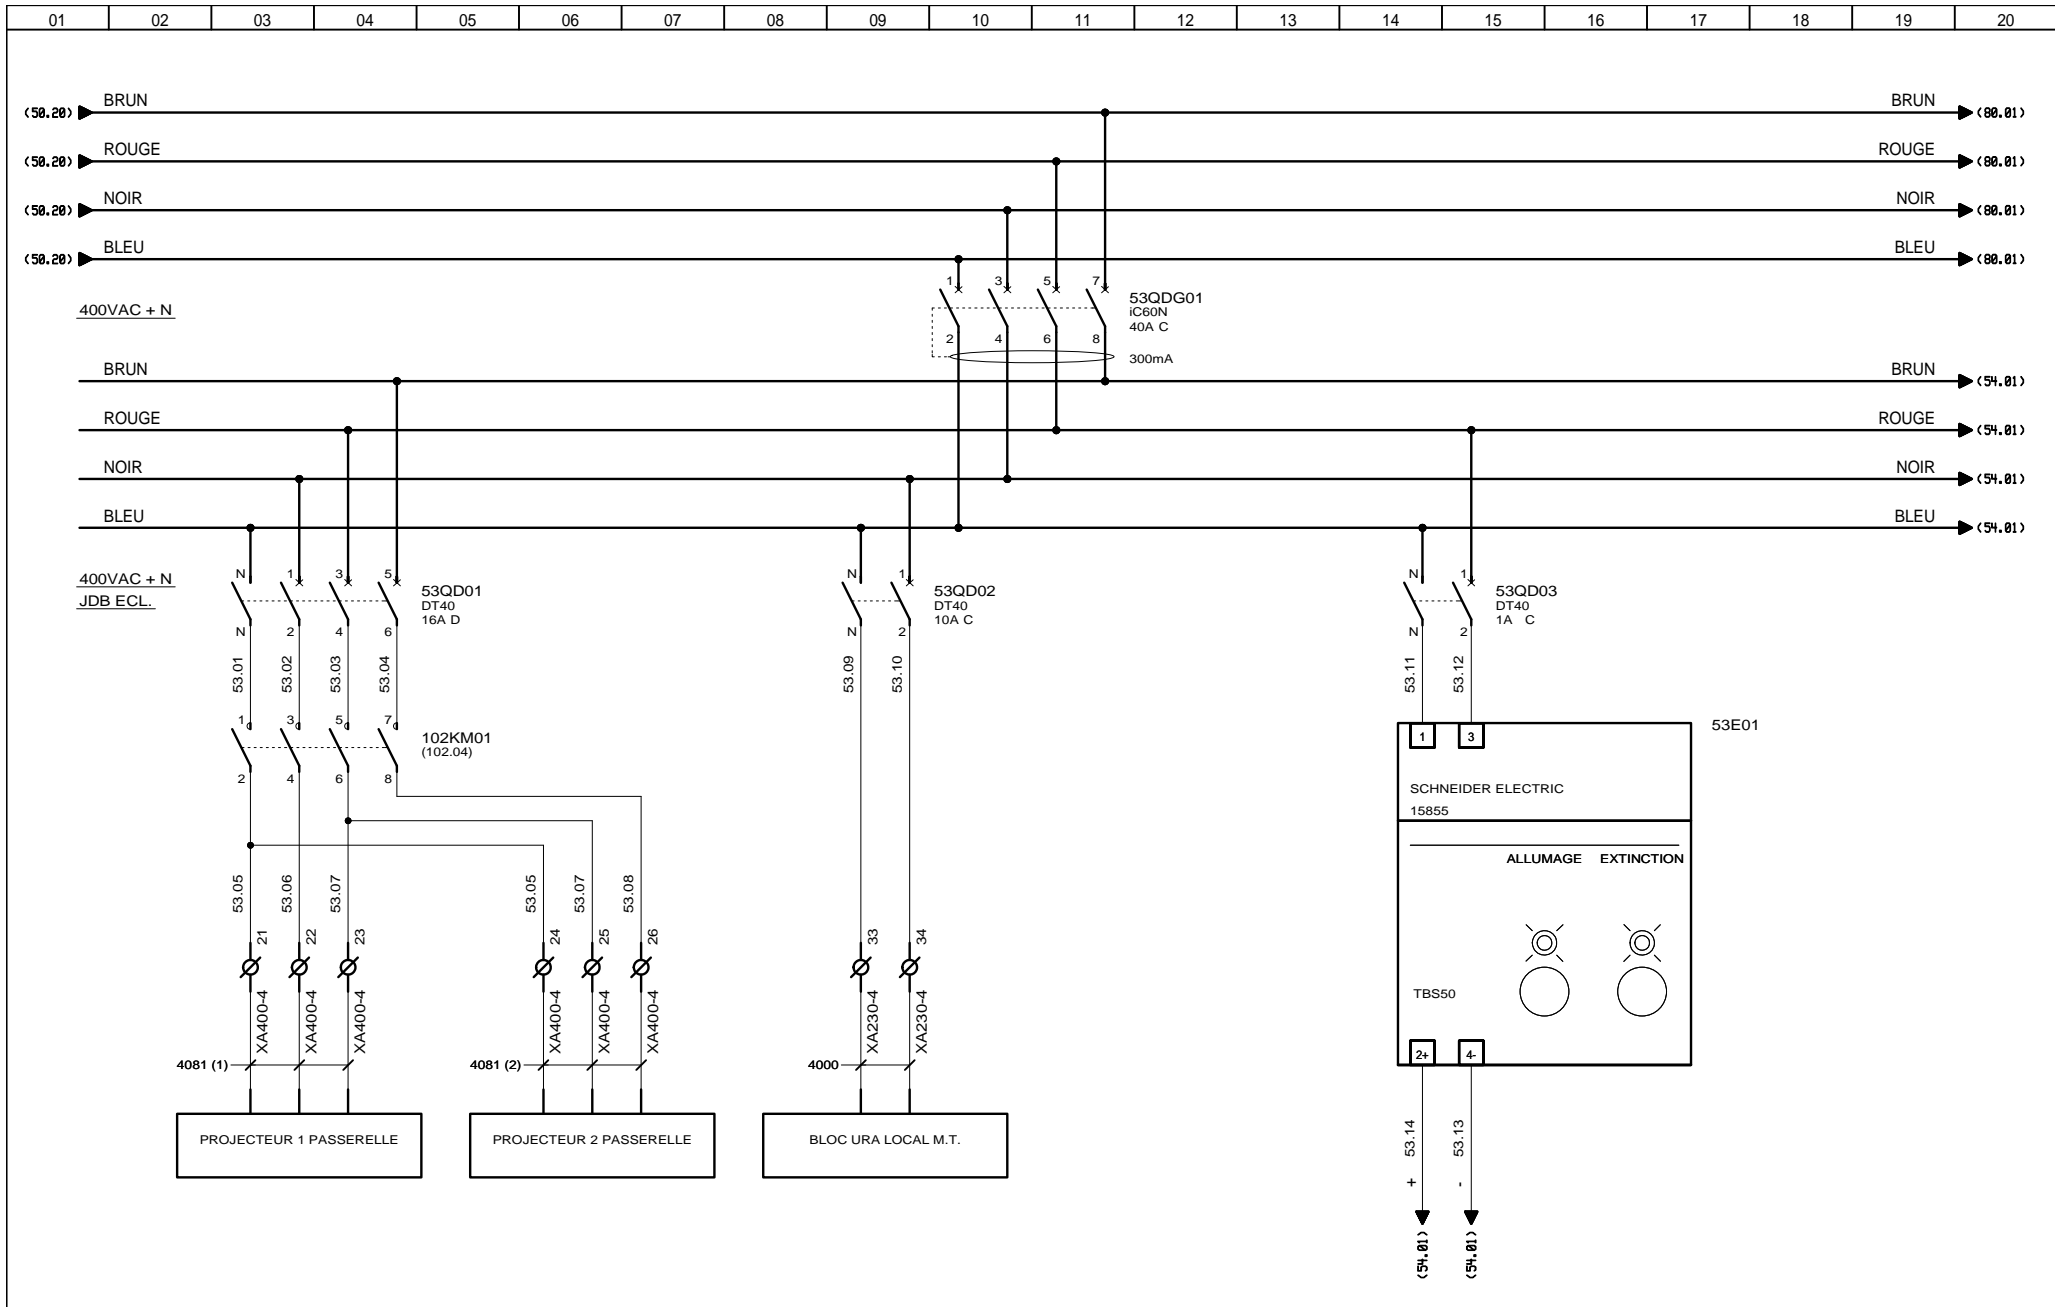 01 02 03 04 05 06 07 08 09 10 11 12 13 14 15 16 17 18 19 20
(50.20) BRUN BRUN (80.01)
(50.20) ROUGE ROUGE (80.01)
(50.20) NOIR NOIR (80.01)
(50.20) BLEU BLEU (80.01)
400VAC + N
1 3 5 7
53QDG01
iC60N
40A C
2 4 6 8
300mA
BRUN BRUN (54.01)
ROUGE ROUGE (54.01)
NOIR NOIR (54.01)
BLEU BLEU (54.01)
400VAC + N
JDB ECL.
N 1 3 5
53QD01
DT40
16A D
N 2 4 6
N 1
53QD02
DT40
10A C
N 2
N 1
53QD03
DT40
1A C
N 2
53.01 53.02 53.03 53.04 53.09 53.10 53.11 53.12
1 3 5 7
102KM01
(102.04)
2 4 6 8
53E01
1 3
SCHNEIDER ELECTRIC
15855
ALLUMAGE EXTINCTION
TBS50
2+ 4-
53.05 53.06 53.07 53.05 53.07 53.08
21 22 23 24 25 26 33 34
XA400-4 XA400-4 XA400-4 XA400-4 XA400-4 XA400-4 XA230-4 XA230-4
4081 (1) 4081 (2) 4000
PROJECTEUR 1 PASSERELLE
PROJECTEUR 2 PASSERELLE
BLOC URA LOCAL M.T.
53.14 53.13
+ -
(54.01) (54.01)